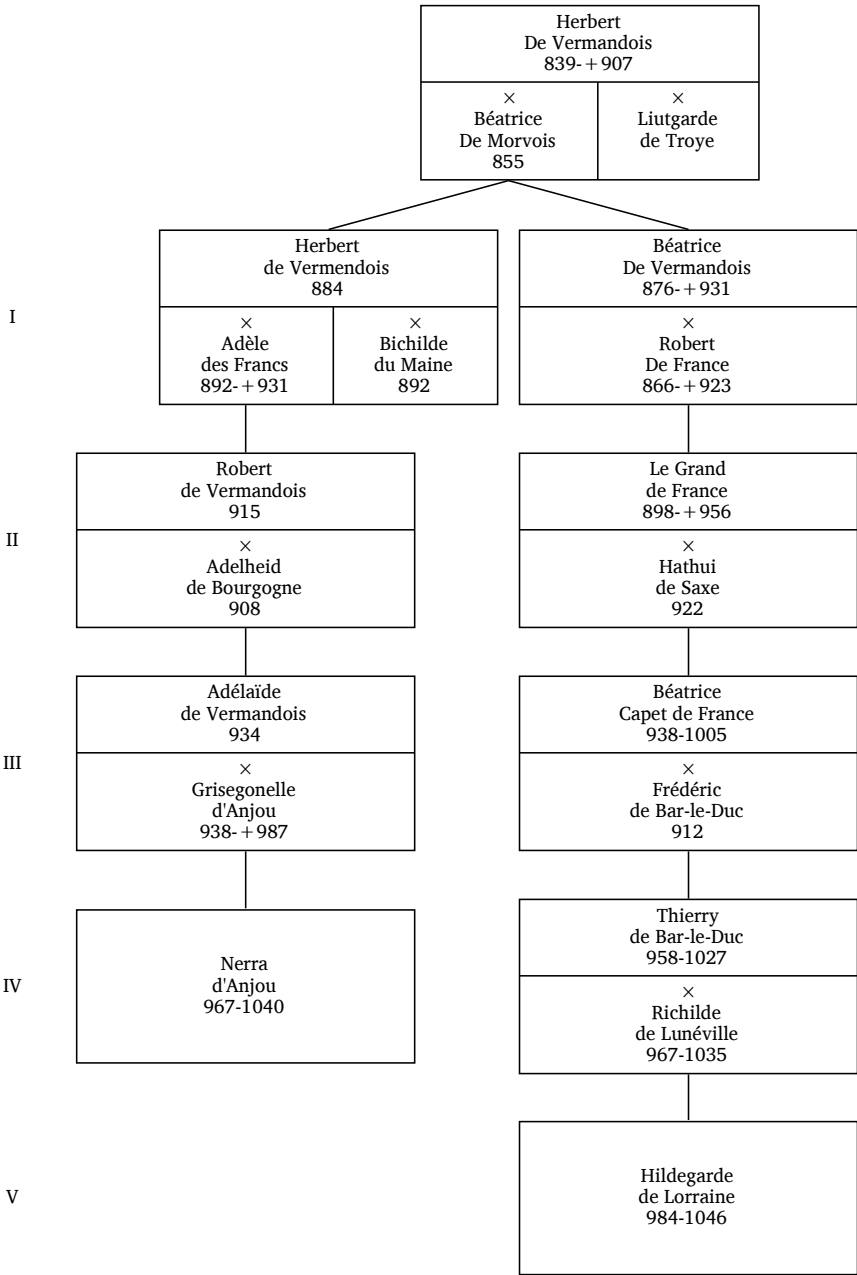 Herbert
De Vermandois
839-+907
×
Béatrice
De Morvois
855
×
Liutgarde
de Troye
I
Herbert
de Vermendois
884
×
Adèle
des Francs
892-+931
×
Bichilde
du Maine
892
Béatrice
De Vermandois
876-+931
×
Robert
De France
866-+923
II
Robert
de Vermandois
915
×
Adelheid
de Bourgogne
908
Le Grand
de France
898-+956
×
Hathui
de Saxe
922
III
Adélaïde
de Vermandois
934
×
Grisegonelle
d'Anjou
938-+987
Béatrice
Capet de France
938-1005
×
Frédéric
de Bar-le-Duc
912
IV
Nerra
d'Anjou
967-1040
Thierry
de Bar-le-Duc
958-1027
×
Richilde
de Lunéville
967-1035
V
Hildegarde
de Lorraine
984-1046